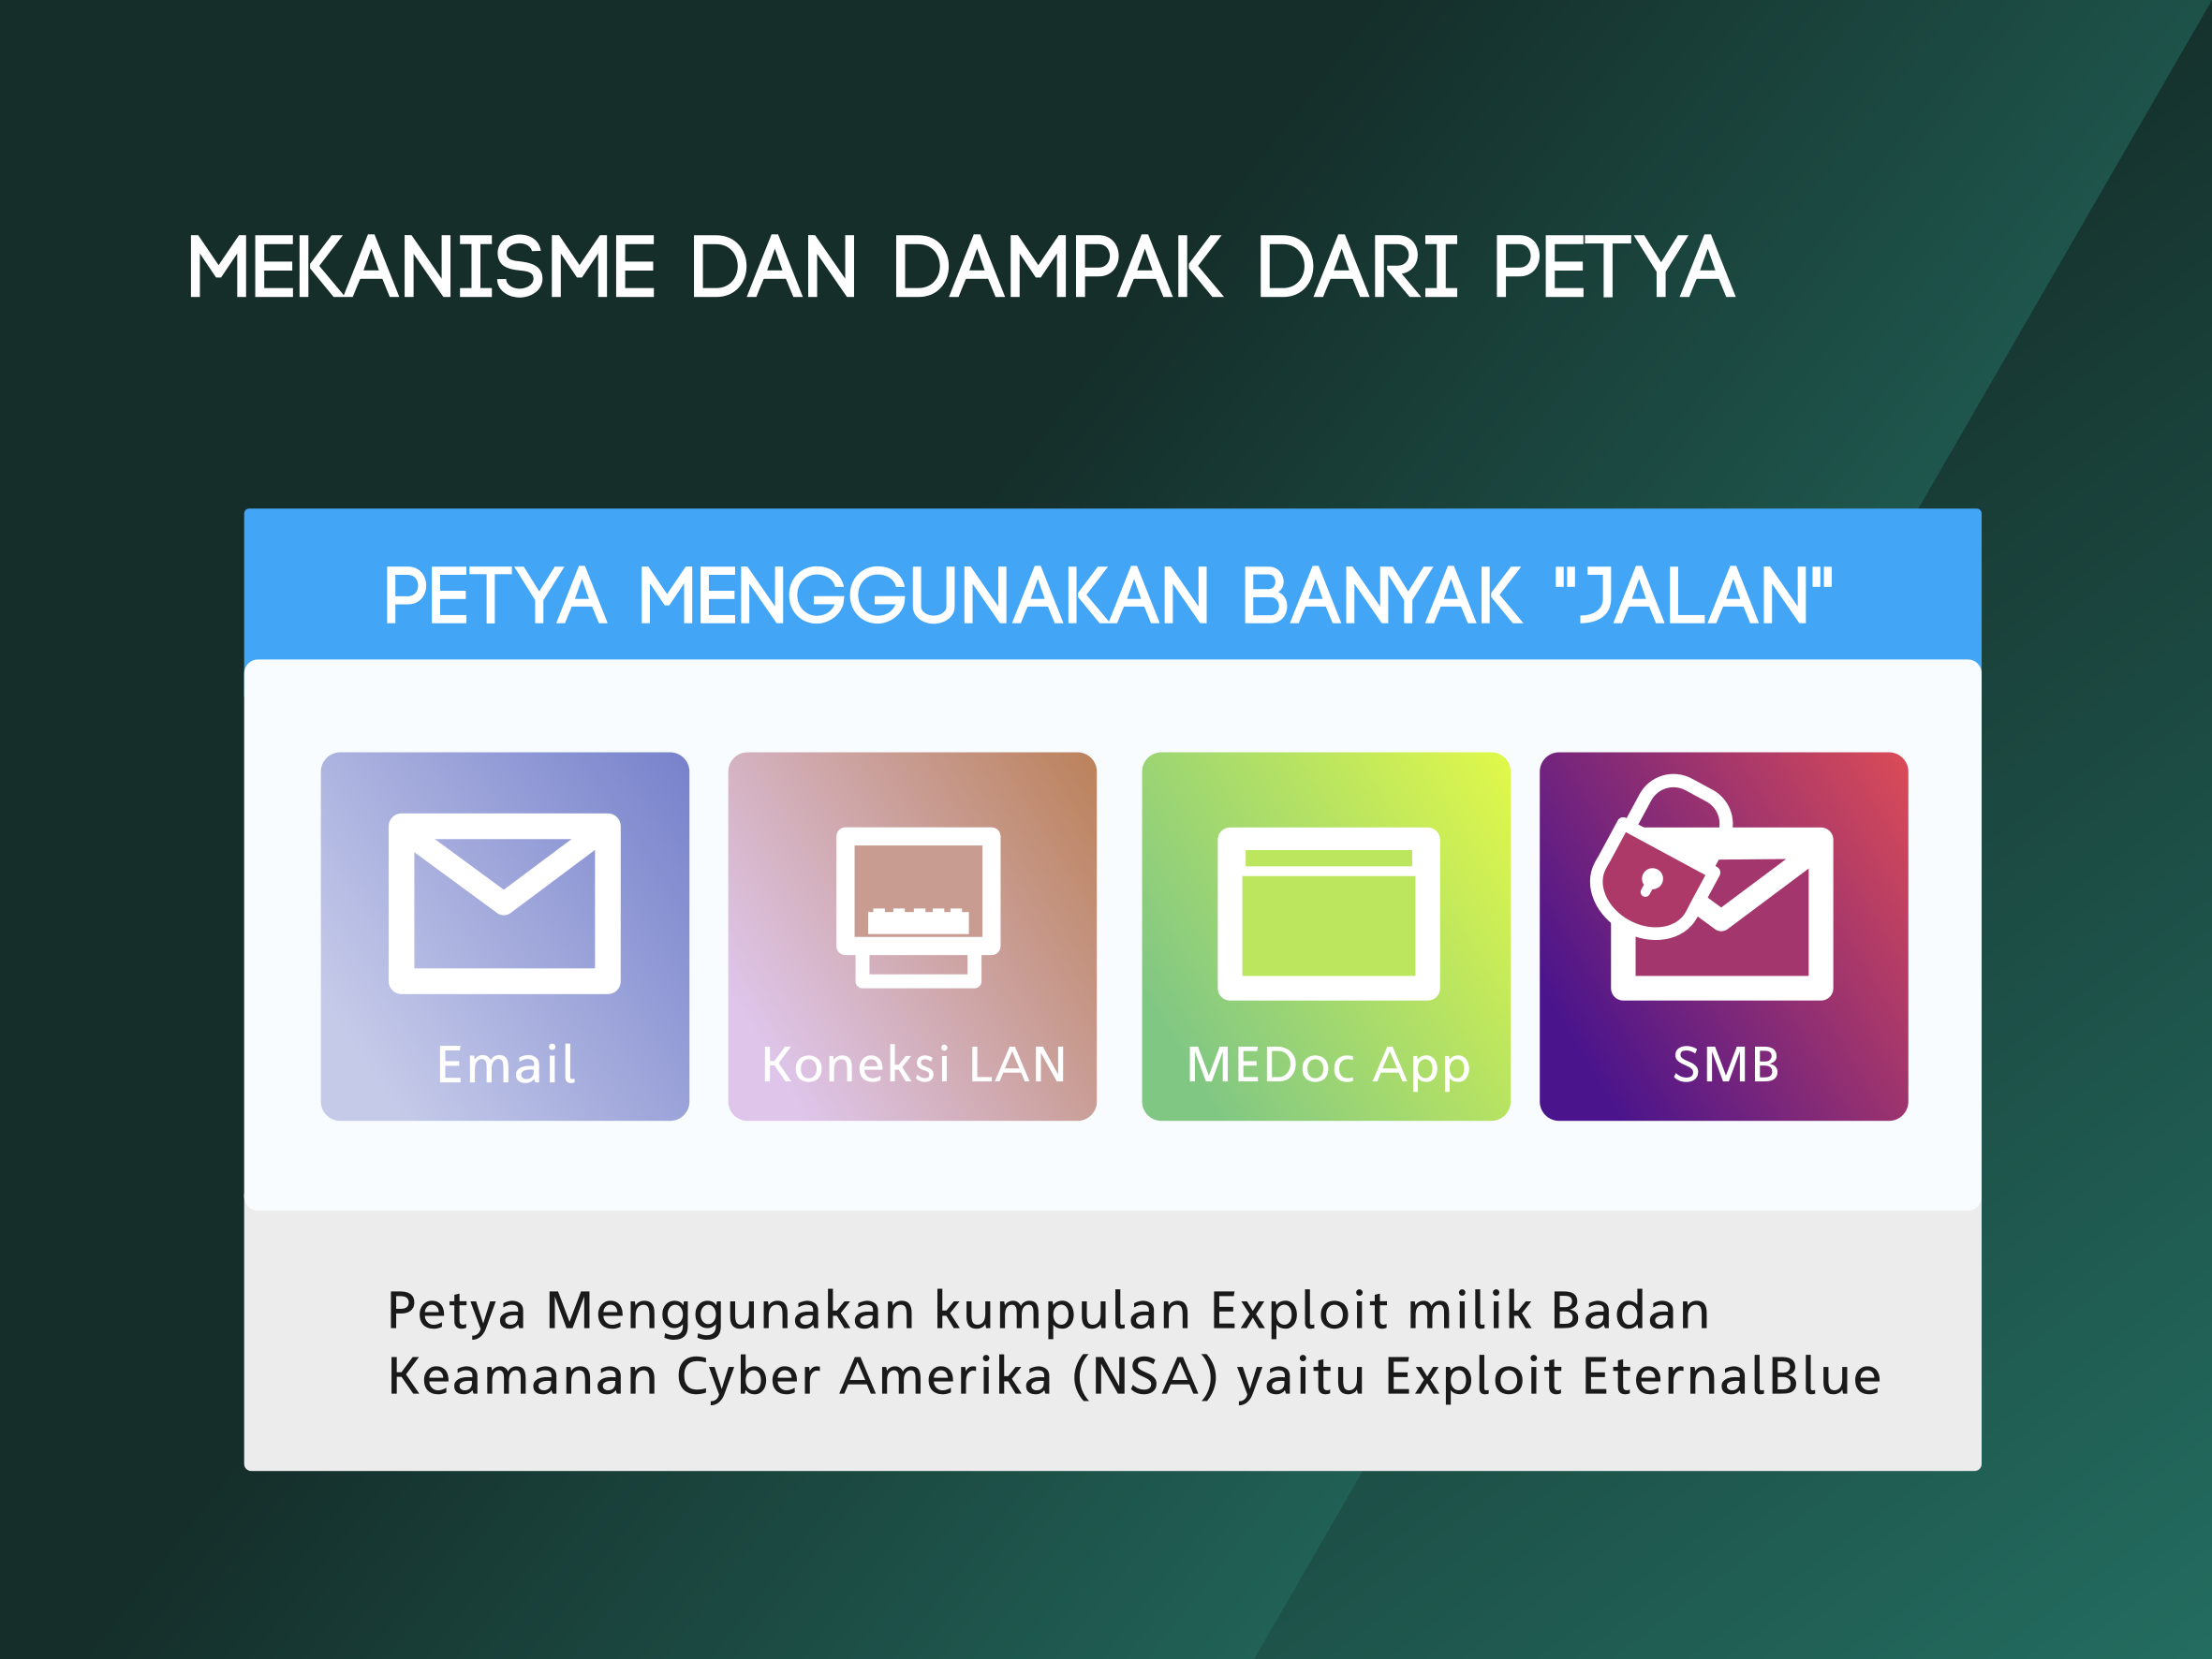 MEKANISME DAN DAMPAK DARI PETYA
PETYA MENGGUNAKAN BANYAK "JALAN"
Email
Koneksi LAN
MEDoc App
SMB
Petya Menggunakan kumpulan Exploit milik Badan
Keamanan Cyber Amerika (NSA) yaitu Exploit EternalBlue